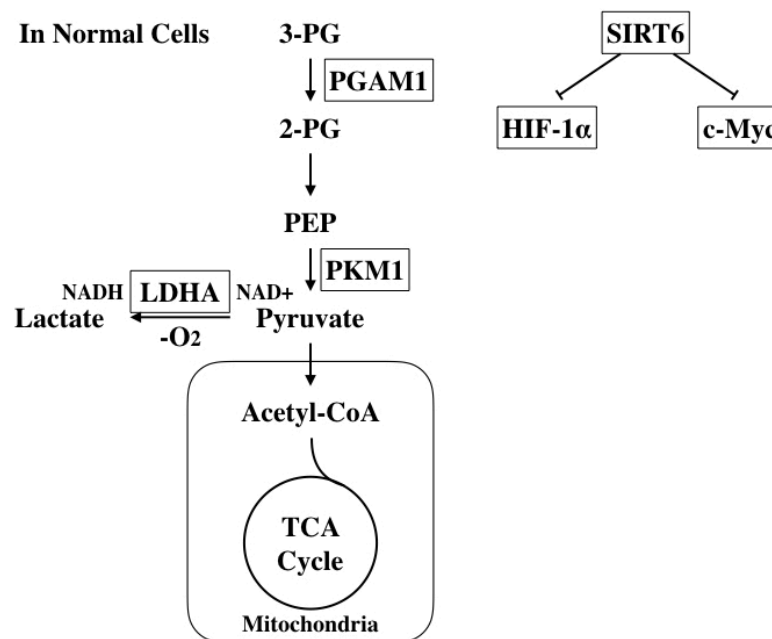 In Normal Cells
3-PG
SIRT6
PGAM1
2-PG
HIF-1α
c-Myc
PEP
PKM1
NADH
LDHA
NAD+
Lactate
Pyruvate
-O2
Acetyl-CoA
TCA
Cycle
Mitochondria